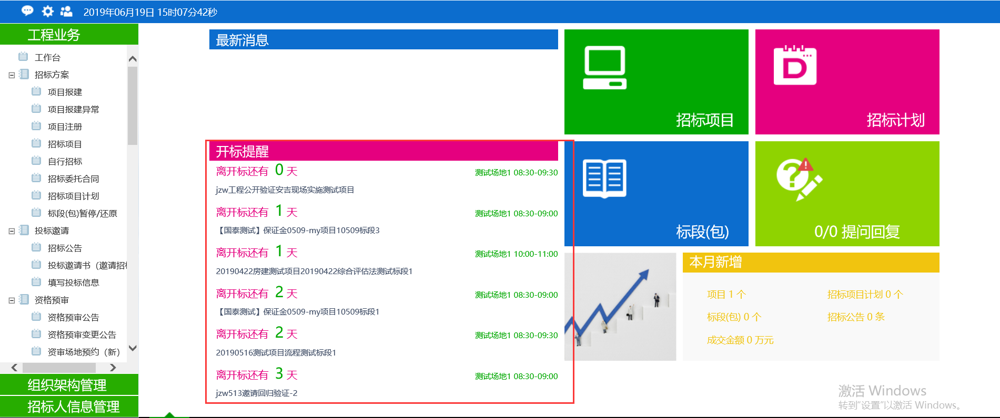 2019年06月19日 15时07分42秒
工程业务
工作台
招标方案
项目报建
项目报建异常
项目注册
招标项目
自行招标
招标委托合同
招标项目计划
标段(包)暂停/还原
投标邀请
招标公告
投标邀请书（邀请招标
填写投标信息
资格预审
资格预审公告
资格预审变更公告
资审场地预约（新）
组织架构管理
招标人信息管理
最新消息
开标提醒
离开标还有 0 天 测试场地1 08:30-09:30
jzw工程公开验证安吉现场实施测试项目
离开标还有 1 天 测试场地1 08:30-09:00
【国泰测试】保证金0509-my项目10509标段3
离开标还有 1 天 测试场地1 10:00-11:00
20190422房建测试项目20190422综合评估法测试标段1
离开标还有 2 天 测试场地1 08:30-09:00
【国泰测试】保证金0509-my项目10509标段1
离开标还有 2 天 测试场地1 08:30-09:30
20190516测试项目流程测试标段1
离开标还有 3 天 测试场地1 08:30-09:00
jzw513邀请回归验证-2
招标项目
D
招标计划
标段(包)
0/0 提问回复
本月新增
项目 1 个 招标项目计划 0 个
标段(包) 0 个 招标公告 0 条
成交金额 0 万元
激活 Windows
转到“设置”以激活 Windows。